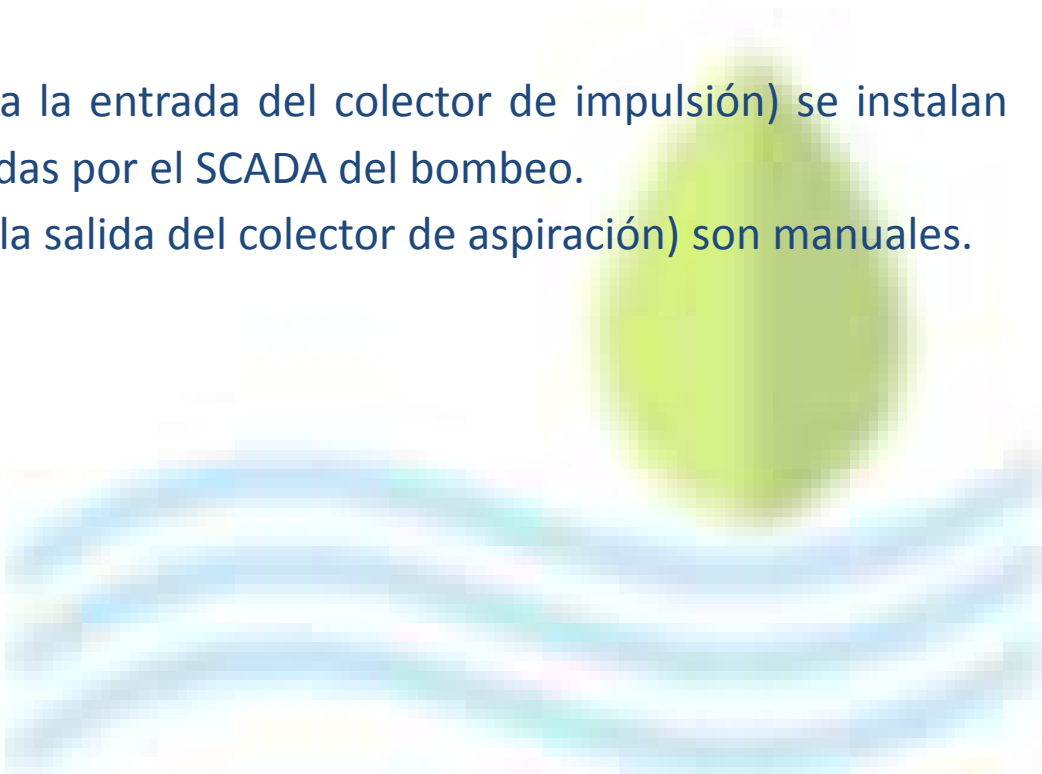 a la entrada del colector de impulsión) se instalan
das por el SCADA del bombeo.
la salida del colector de aspiración) son manuales.